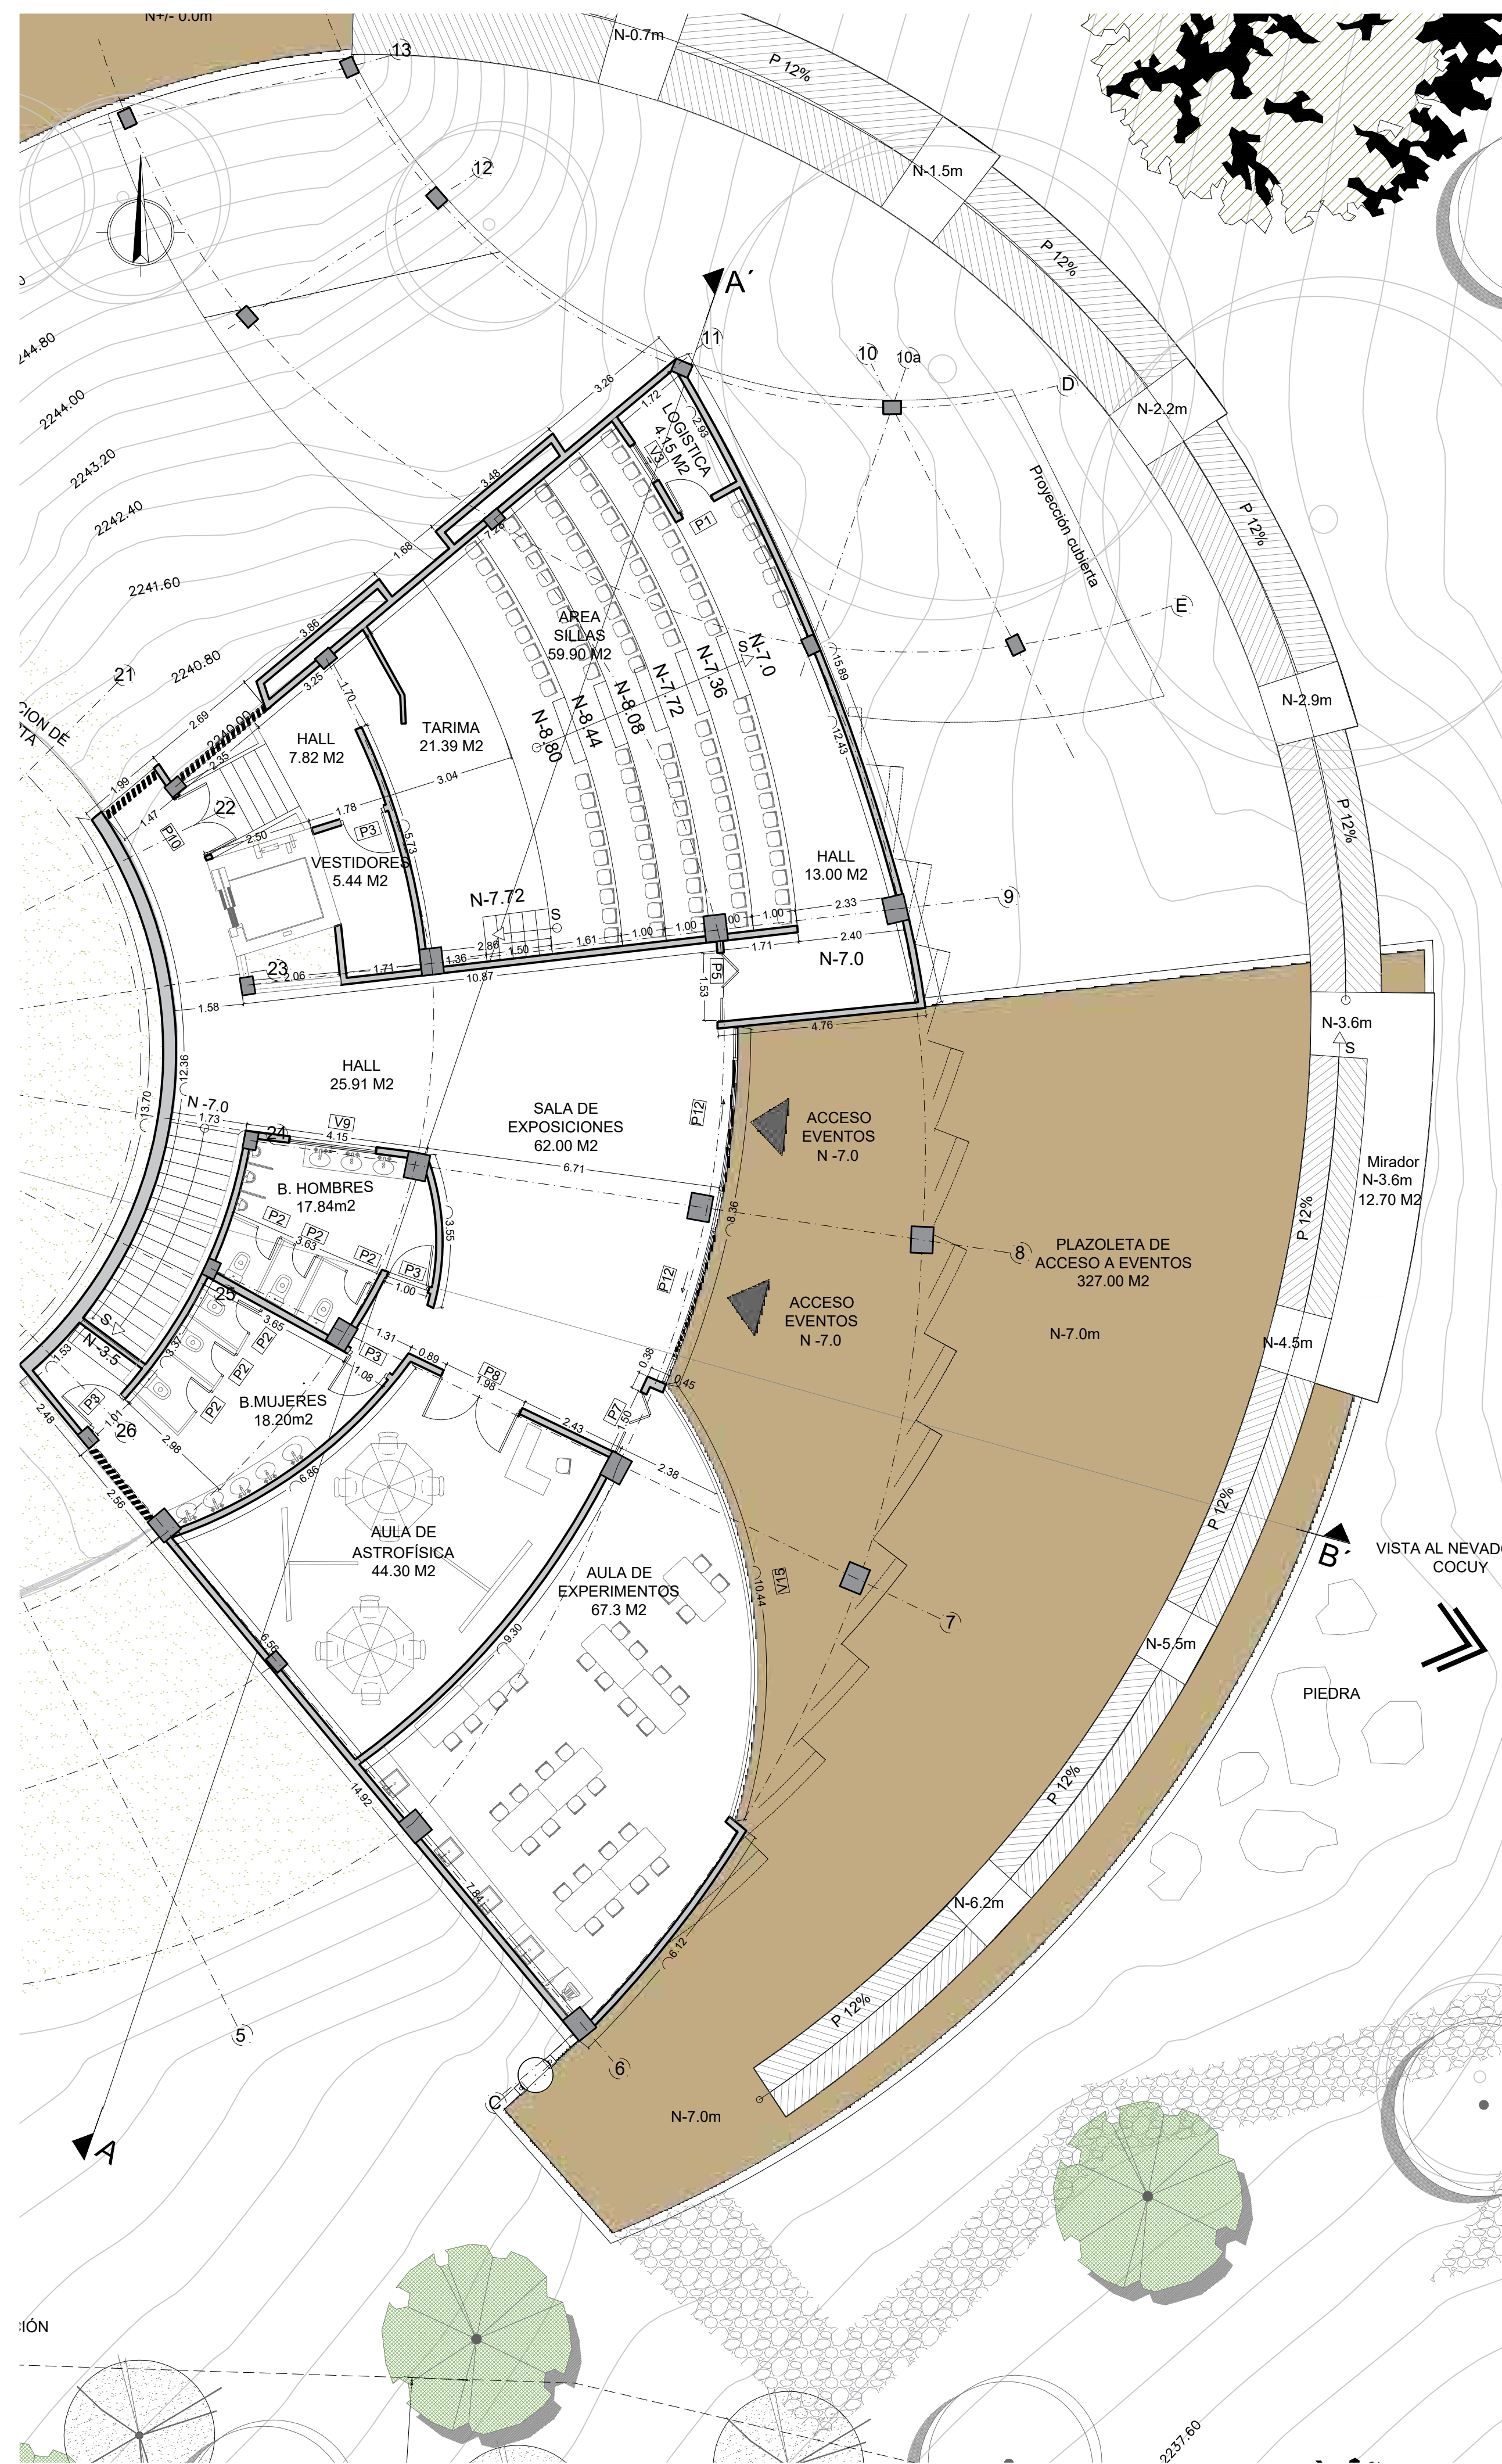 N+/- 0.0m
N-0.7m
13
P 12%
12
N-1.5m
P 12%
A´
11
10
10a
D
N-2.2m
244.80
2244.00
2243.20
2242.40
2241.60
2240.80
2240.00
3.26
1.72
2.93
LOGISTICA
4.15 M2
V3
P1
3.48
7.28
1.68
Proyección cubierta
P 12%
E
3.86
3.25
1.70
AREA
SILLAS
59.90 M2
S
N-7.0
N-7.36
N-7.72
N-8.08
N-8.44
N-8.80
15.89
12.43
21
CION DE
TA
2.69
2.35
HALL
7.82 M2
TARIMA
21.39 M2
3.04
N-2.9m
1.99
1.47
22
P10
2.50
1.78
P3
5.73
P 12%
VESTIDORES
5.44 M2
HALL
13.00 M2
N-7.72
S
2.33
9
1.00
1.00
00
1.00
2.86
1.50
1.61
1.71
2.40
1.36
1.71
2.06
23
10.87
P5
N-7.0
1.58
1.53
4.76
N-3.6m
S
HALL
25.91 M2
12.36
13.70
N -7.0
1.73
24
V9
4.15
SALA DE
EXPOSICIONES
62.00 M2
6.71
P12
ACCESO
EVENTOS
N -7.0
Mirador
N-3.6m
12.70 M2
B. HOMBRES
17.84m2
P2
P2
3.63
P2
P3
1.00
3.55
8.36
P 12%
8
PLAZOLETA DE
ACCESO A EVENTOS
327.00 M2
P12
ACCESO
EVENTOS
N -7.0
N-7.0m
N-4.5m
25
3.65
P2
P2
P2
S
N -3.5
1.53
3.37
1.31
P3
1.08
0.89
P8
1.98
0.38
0.45
P7
1.50
2.43
2.38
B.MUJERES
18.20m2
P3
1.01
2.48
26
2.98
2.56
6.86
P 12%
B´
VISTA AL NEVAD
COCUY
AULA DE
ASTROFÍSICA
44.30 M2
AULA DE
EXPERIMENTOS
67.3 M2
V15
10.44
7
9.30
6.56
N-5.5m
PIEDRA
14.92
P 12%
7.84
6.12
N-6.2m
P 12%
5
6
C
N-7.0m
A
IÓN
2237.60